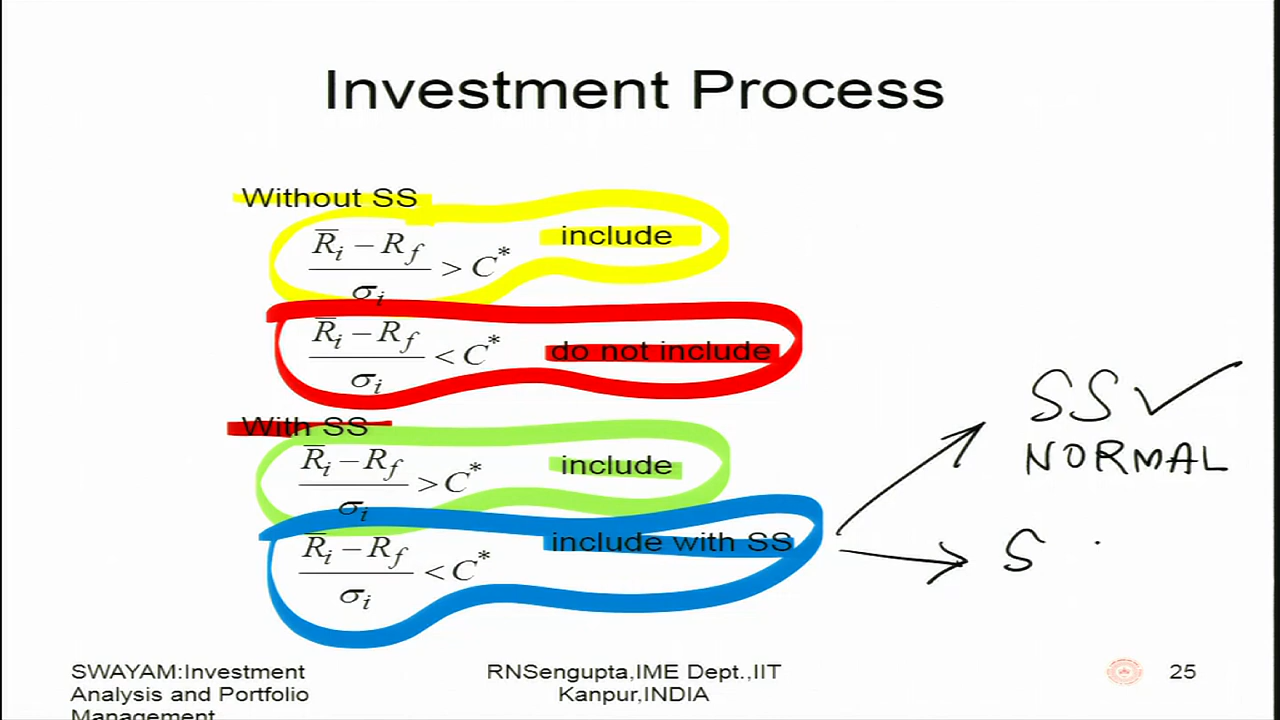 Investment Process
Without SS
R̅i − Rf / σi > C* include
R̅i − Rf / σi < C* do not include
With SS
R̅i − Rf / σi > C* include
R̅i − Rf / σi < C* include with SS
SS ✓
NORMAL
S
SWAYAM:Investment
Analysis and Portfolio
Management
RNSengupta,IME Dept.,IIT
Kanpur,INDIA
25